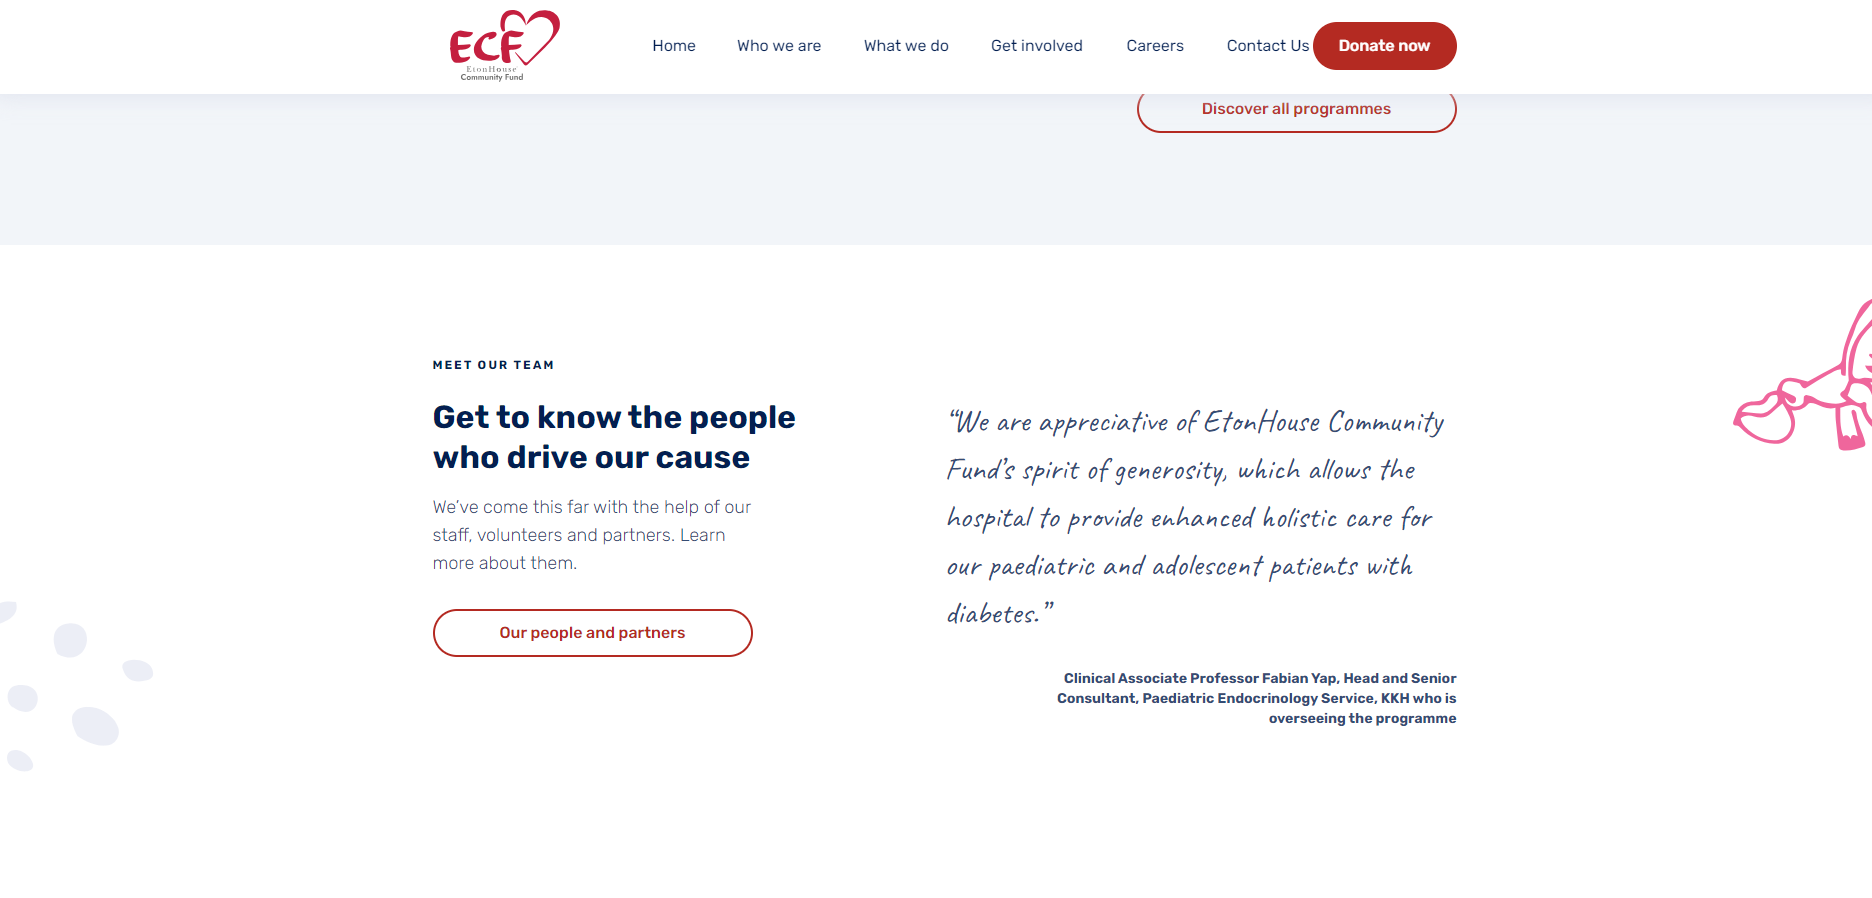 ECF
EtonHouse
Community Fund
Home
Who we are
What we do
Get involved
Careers
Contact Us
Donate now
Discover all programmes
MEET OUR TEAM
Get to know the people
who drive our cause
We’ve come this far with the help of our
staff, volunteers and partners. Learn
more about them.
Our people and partners
“We are appreciative of EtonHouse Community
Fund’s spirit of generosity, which allows the
hospital to provide enhanced holistic care for
our paediatric and adolescent patients with
diabetes.”
Clinical Associate Professor Fabian Yap, Head and Senior
Consultant, Paediatric Endocrinology Service, KKH who is
overseeing the programme